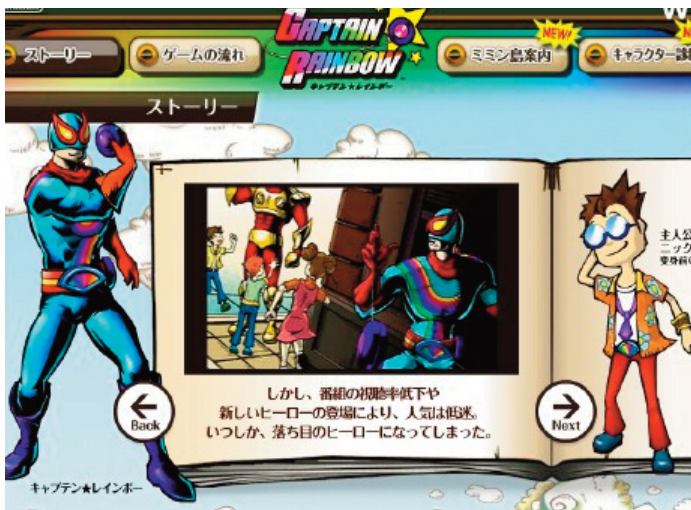 ストーリー
ゲームの流れ
CAPTAIN
RAINBOW
キャプテン★レインボー
NEW!
ミミン島案内
キャラクター
ストーリー
主人公
ニック
変身前の
しかし、番組の視聴率低下や
新しいヒーローの登場により、人気は低迷。
いつしか、落ち目のヒーローになってしまった。
Back
Next
キャプテン★レインボー